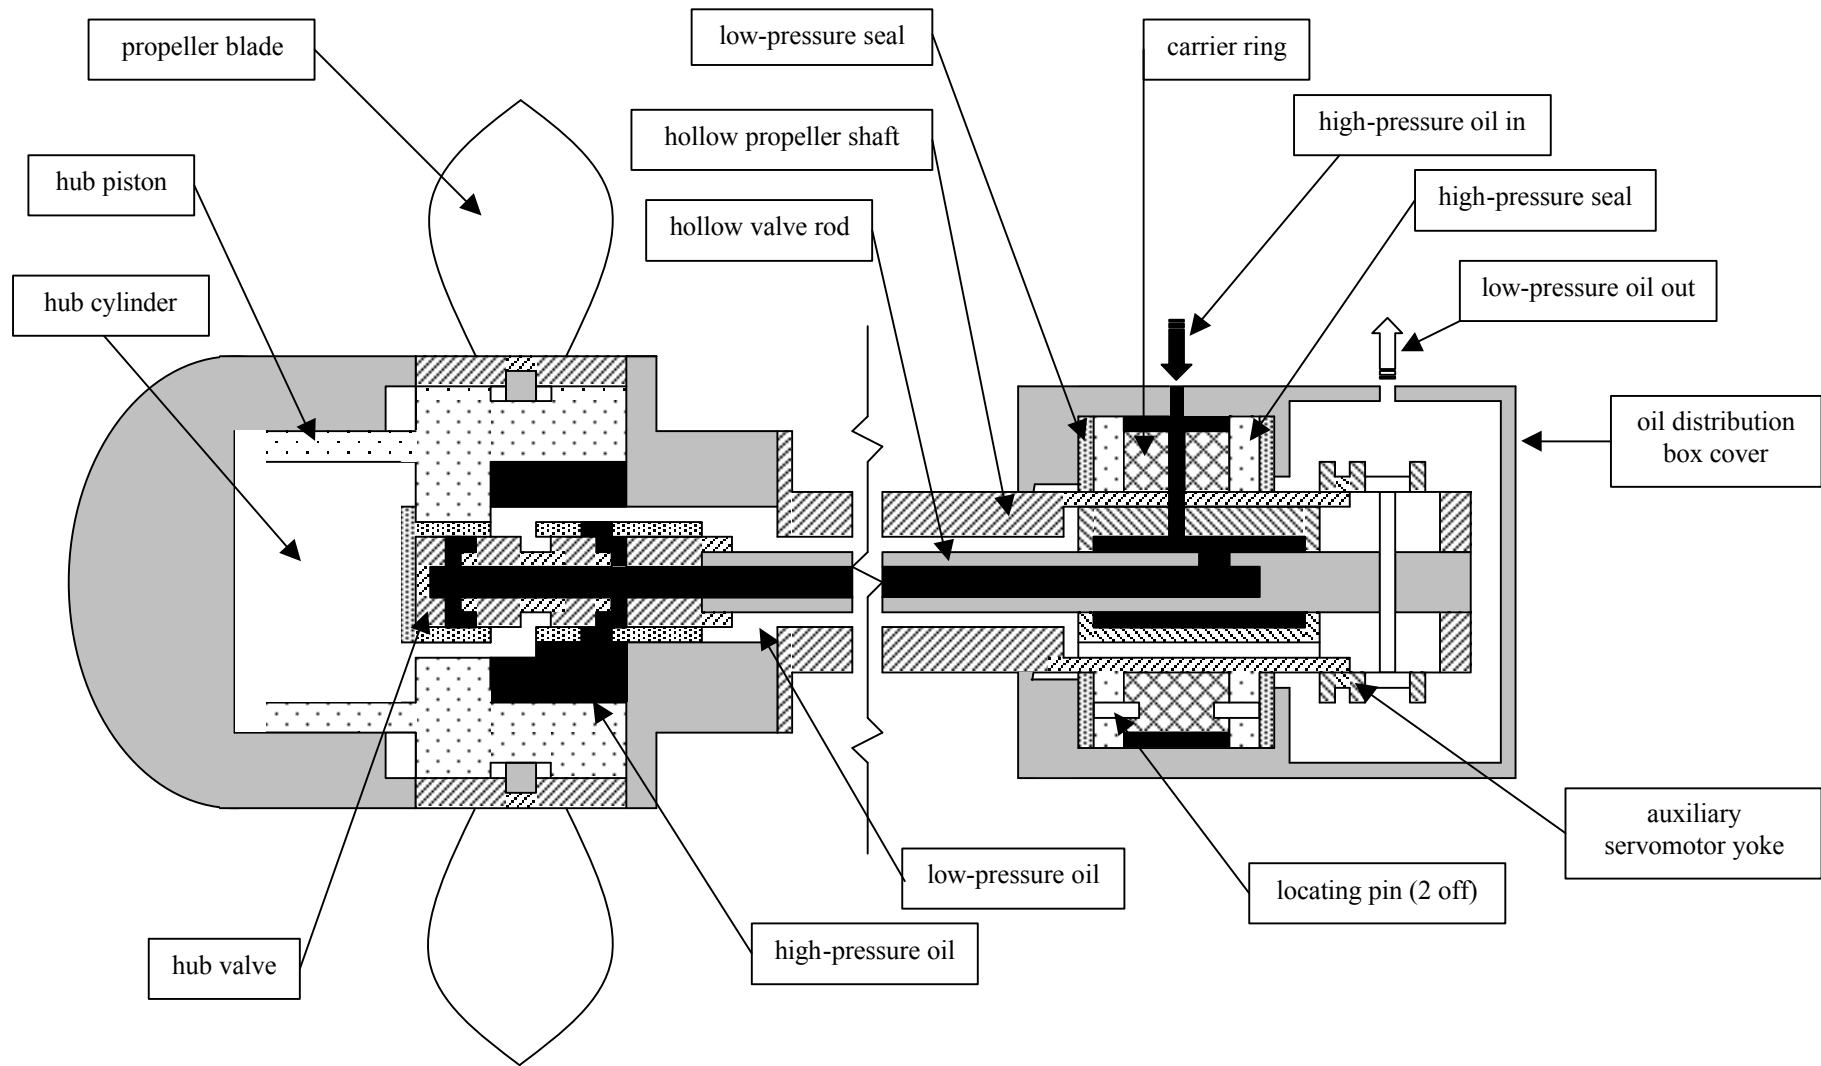 propeller blade
low-pressure seal
carrier ring
high-pressure oil in
hollow propeller shaft
hub piston
high-pressure seal
hollow valve rod
hub cylinder
low-pressure oil out
oil distribution
box cover
auxiliary
servomotor yoke
low-pressure oil
locating pin (2 off)
high-pressure oil
hub valve